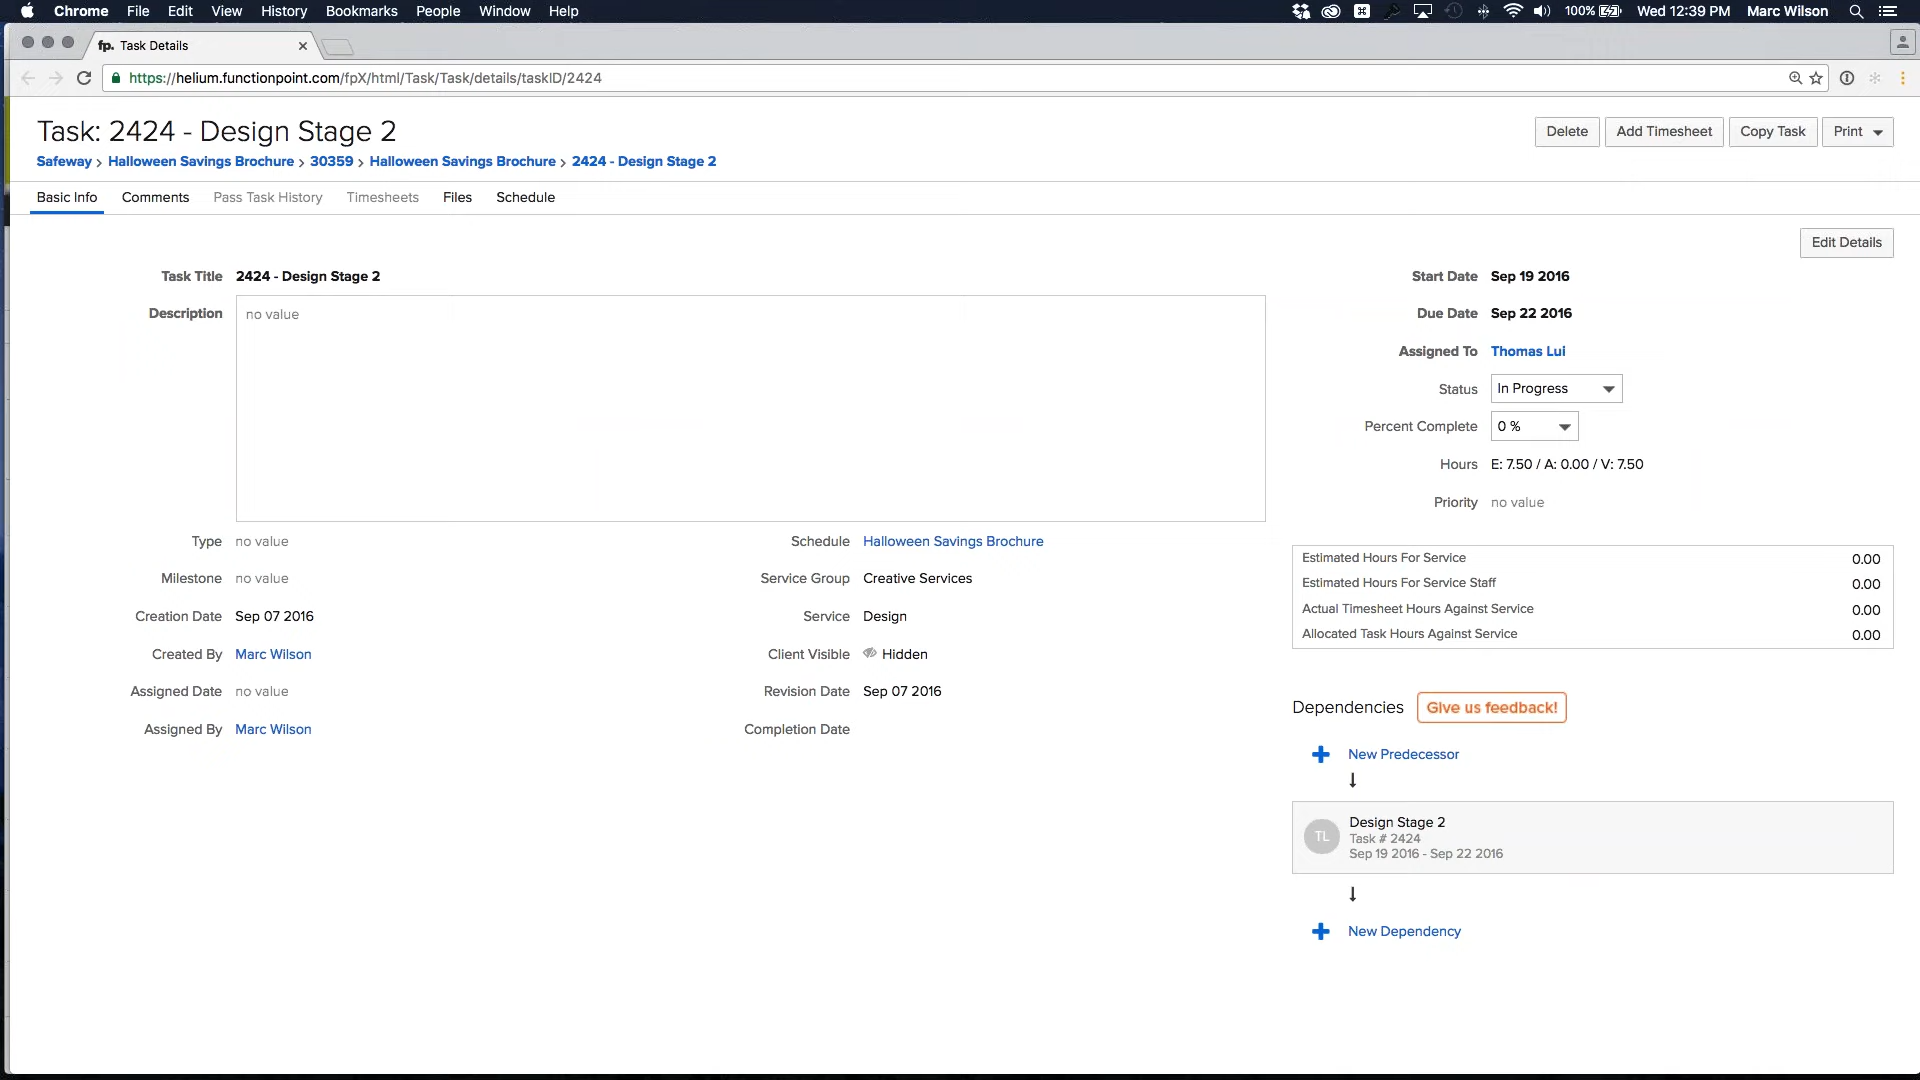 Chrome File Edit View History Bookmarks People Window Help 100% Wed 12:39 PM Marc Wilson
fp. Task Details
https://helium.functionpoint.com/fpX/html/Task/Task/details/taskID/2424
Task: 2424 - Design Stage 2
Delete Add Timesheet Copy Task Print
Safeway > Halloween Savings Brochure > 30359 > Halloween Savings Brochure > 2424 - Design Stage 2
Basic Info Comments Pass Task History Timesheets Files Schedule
Edit Details
Task Title 2424 - Design Stage 2
Description no value
Type no value
Milestone no value
Creation Date Sep 07 2016
Created By Marc Wilson
Assigned Date no value
Assigned By Marc Wilson
Schedule Halloween Savings Brochure
Service Group Creative Services
Service Design
Client Visible Hidden
Revision Date Sep 07 2016
Completion Date
Start Date Sep 19 2016
Due Date Sep 22 2016
Assigned To Thomas Lui
Status In Progress
Percent Complete 0 %
Hours E: 7.50 / A: 0.00 / V: 7.50
Priority no value
Estimated Hours For Service 0.00
Estimated Hours For Service Staff 0.00
Actual Timesheet Hours Against Service 0.00
Allocated Task Hours Against Service 0.00
Dependencies Give us feedback!
New Predecessor
TL Design Stage 2
Task # 2424
Sep 19 2016 - Sep 22 2016
New Dependency